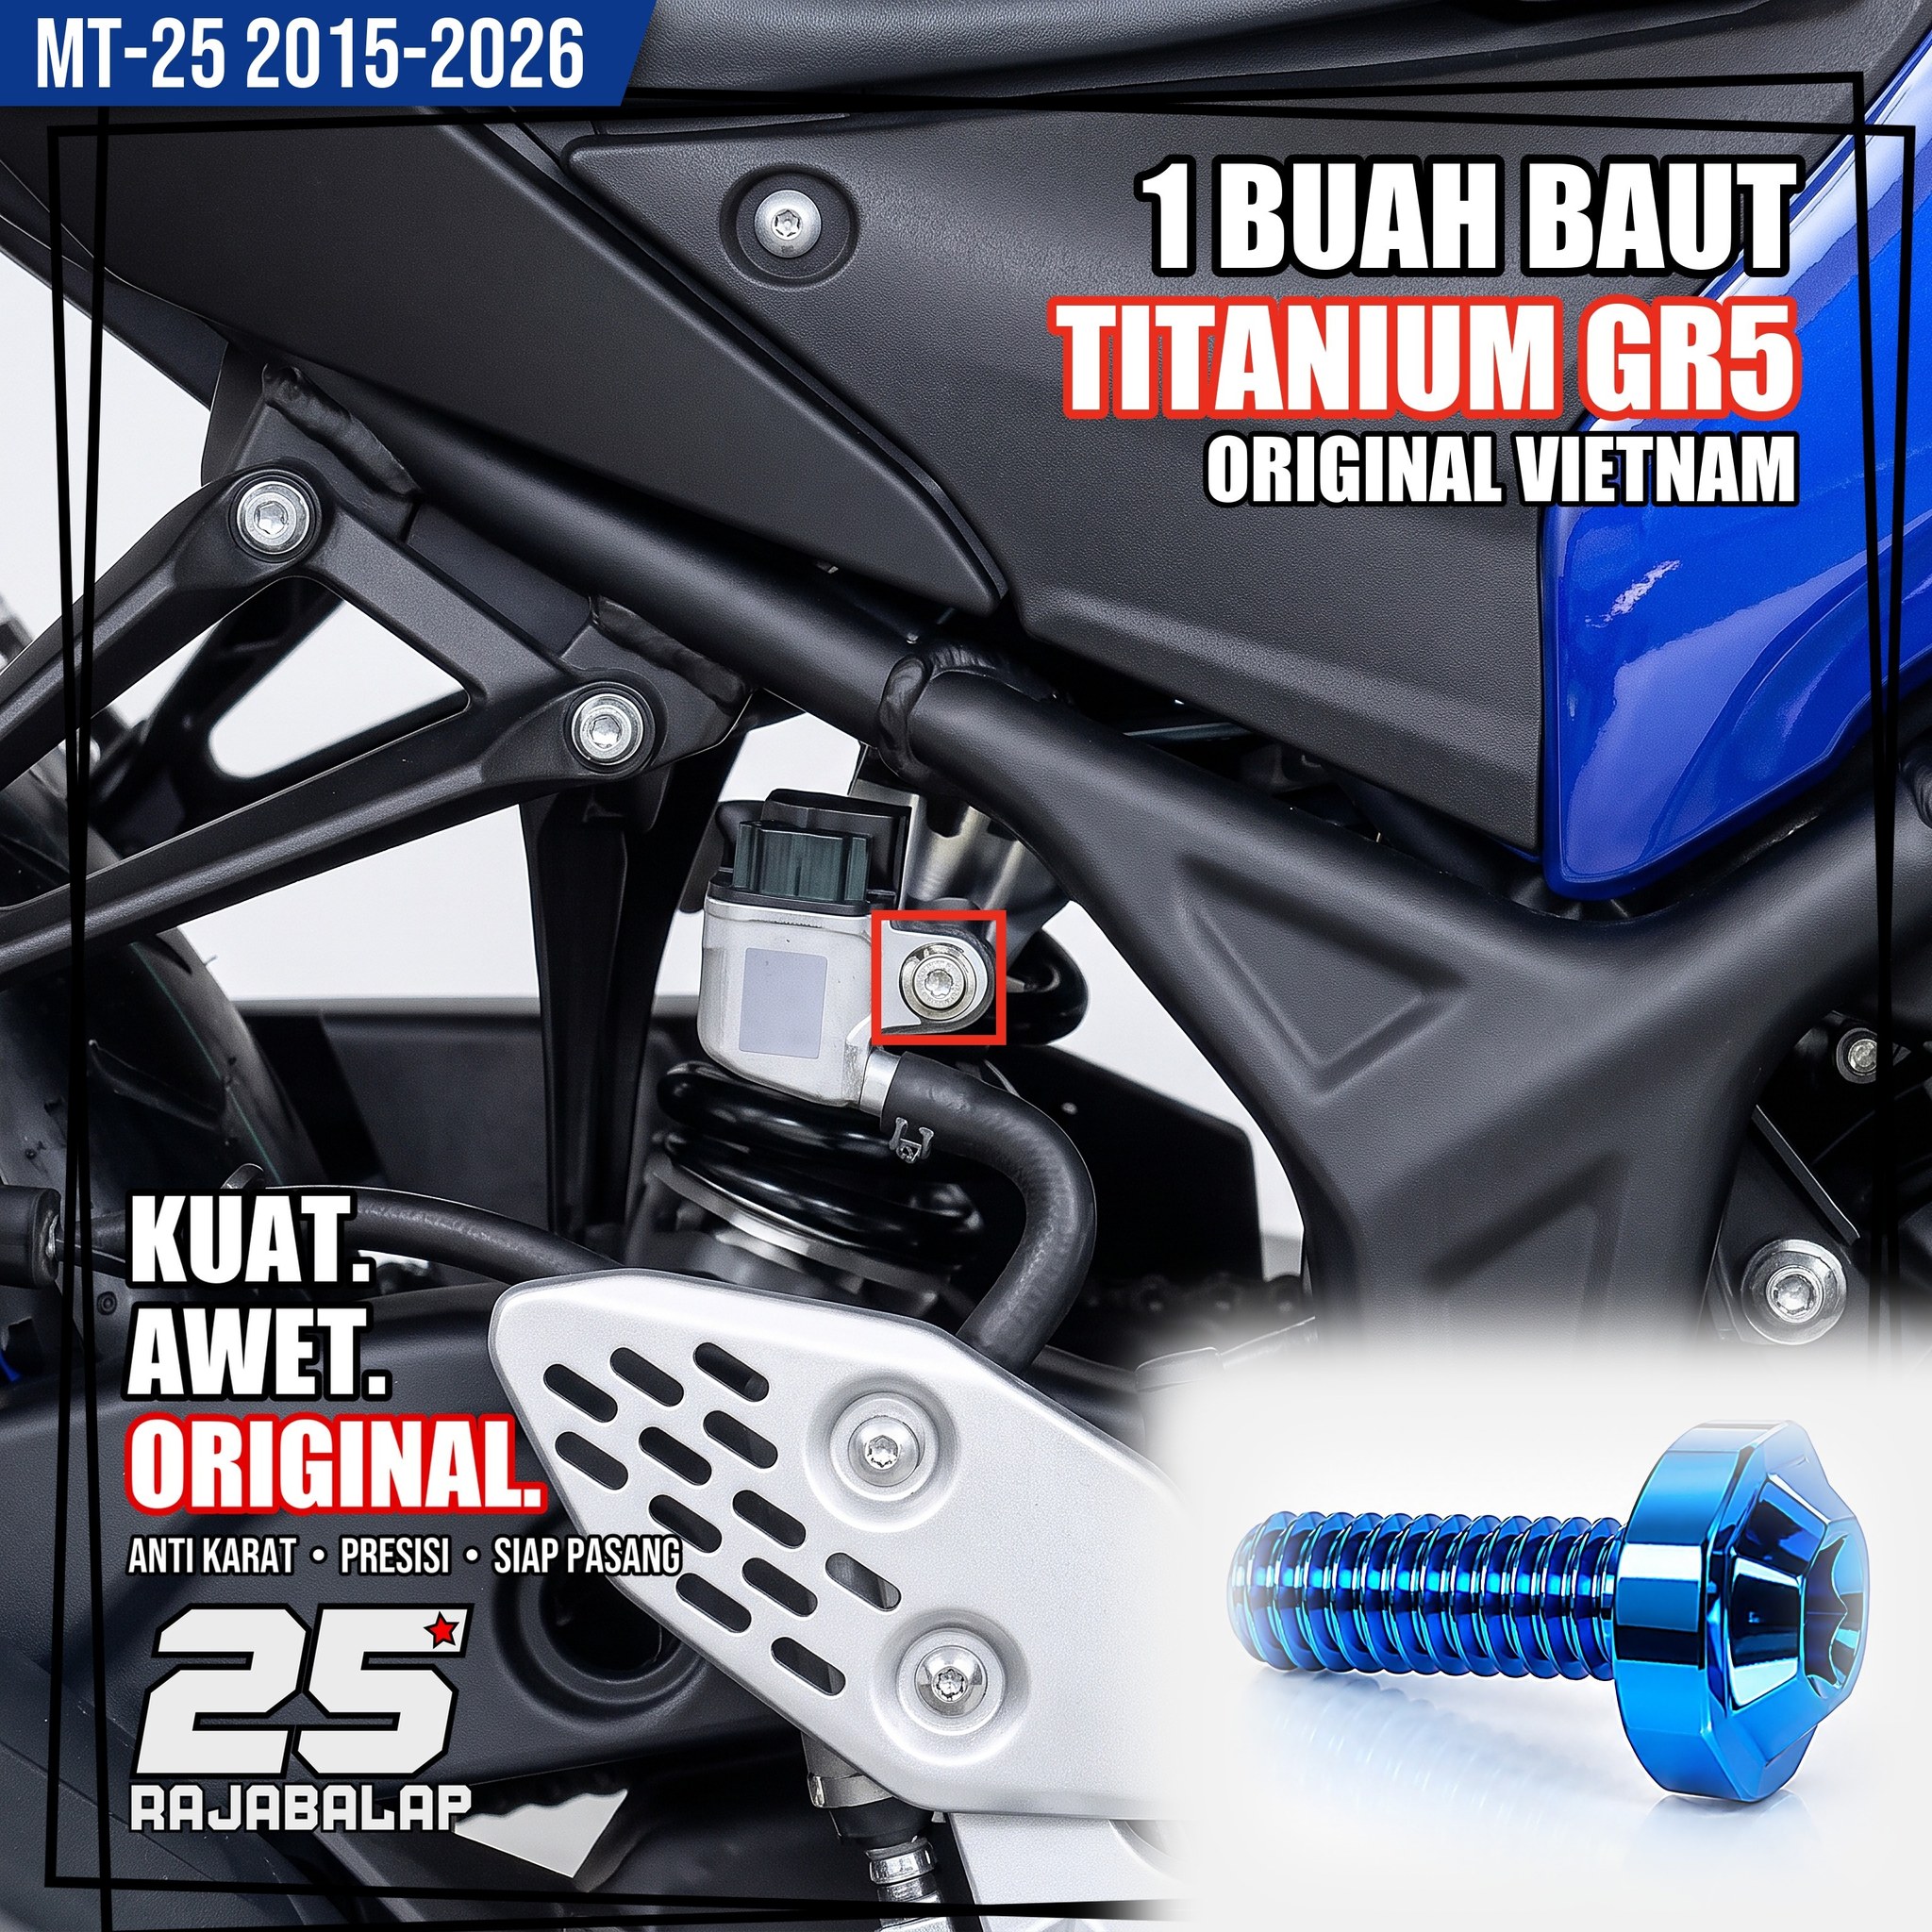 MT-25 2015-2026
1 BUAH BAUT
TITANIUM GR5
ORIGINAL VIETNAM
KUAT.
AWET.
ORIGINAL.
ANTI KARAT • PRESISI • SIAP PASANG
25
RAJABALAP